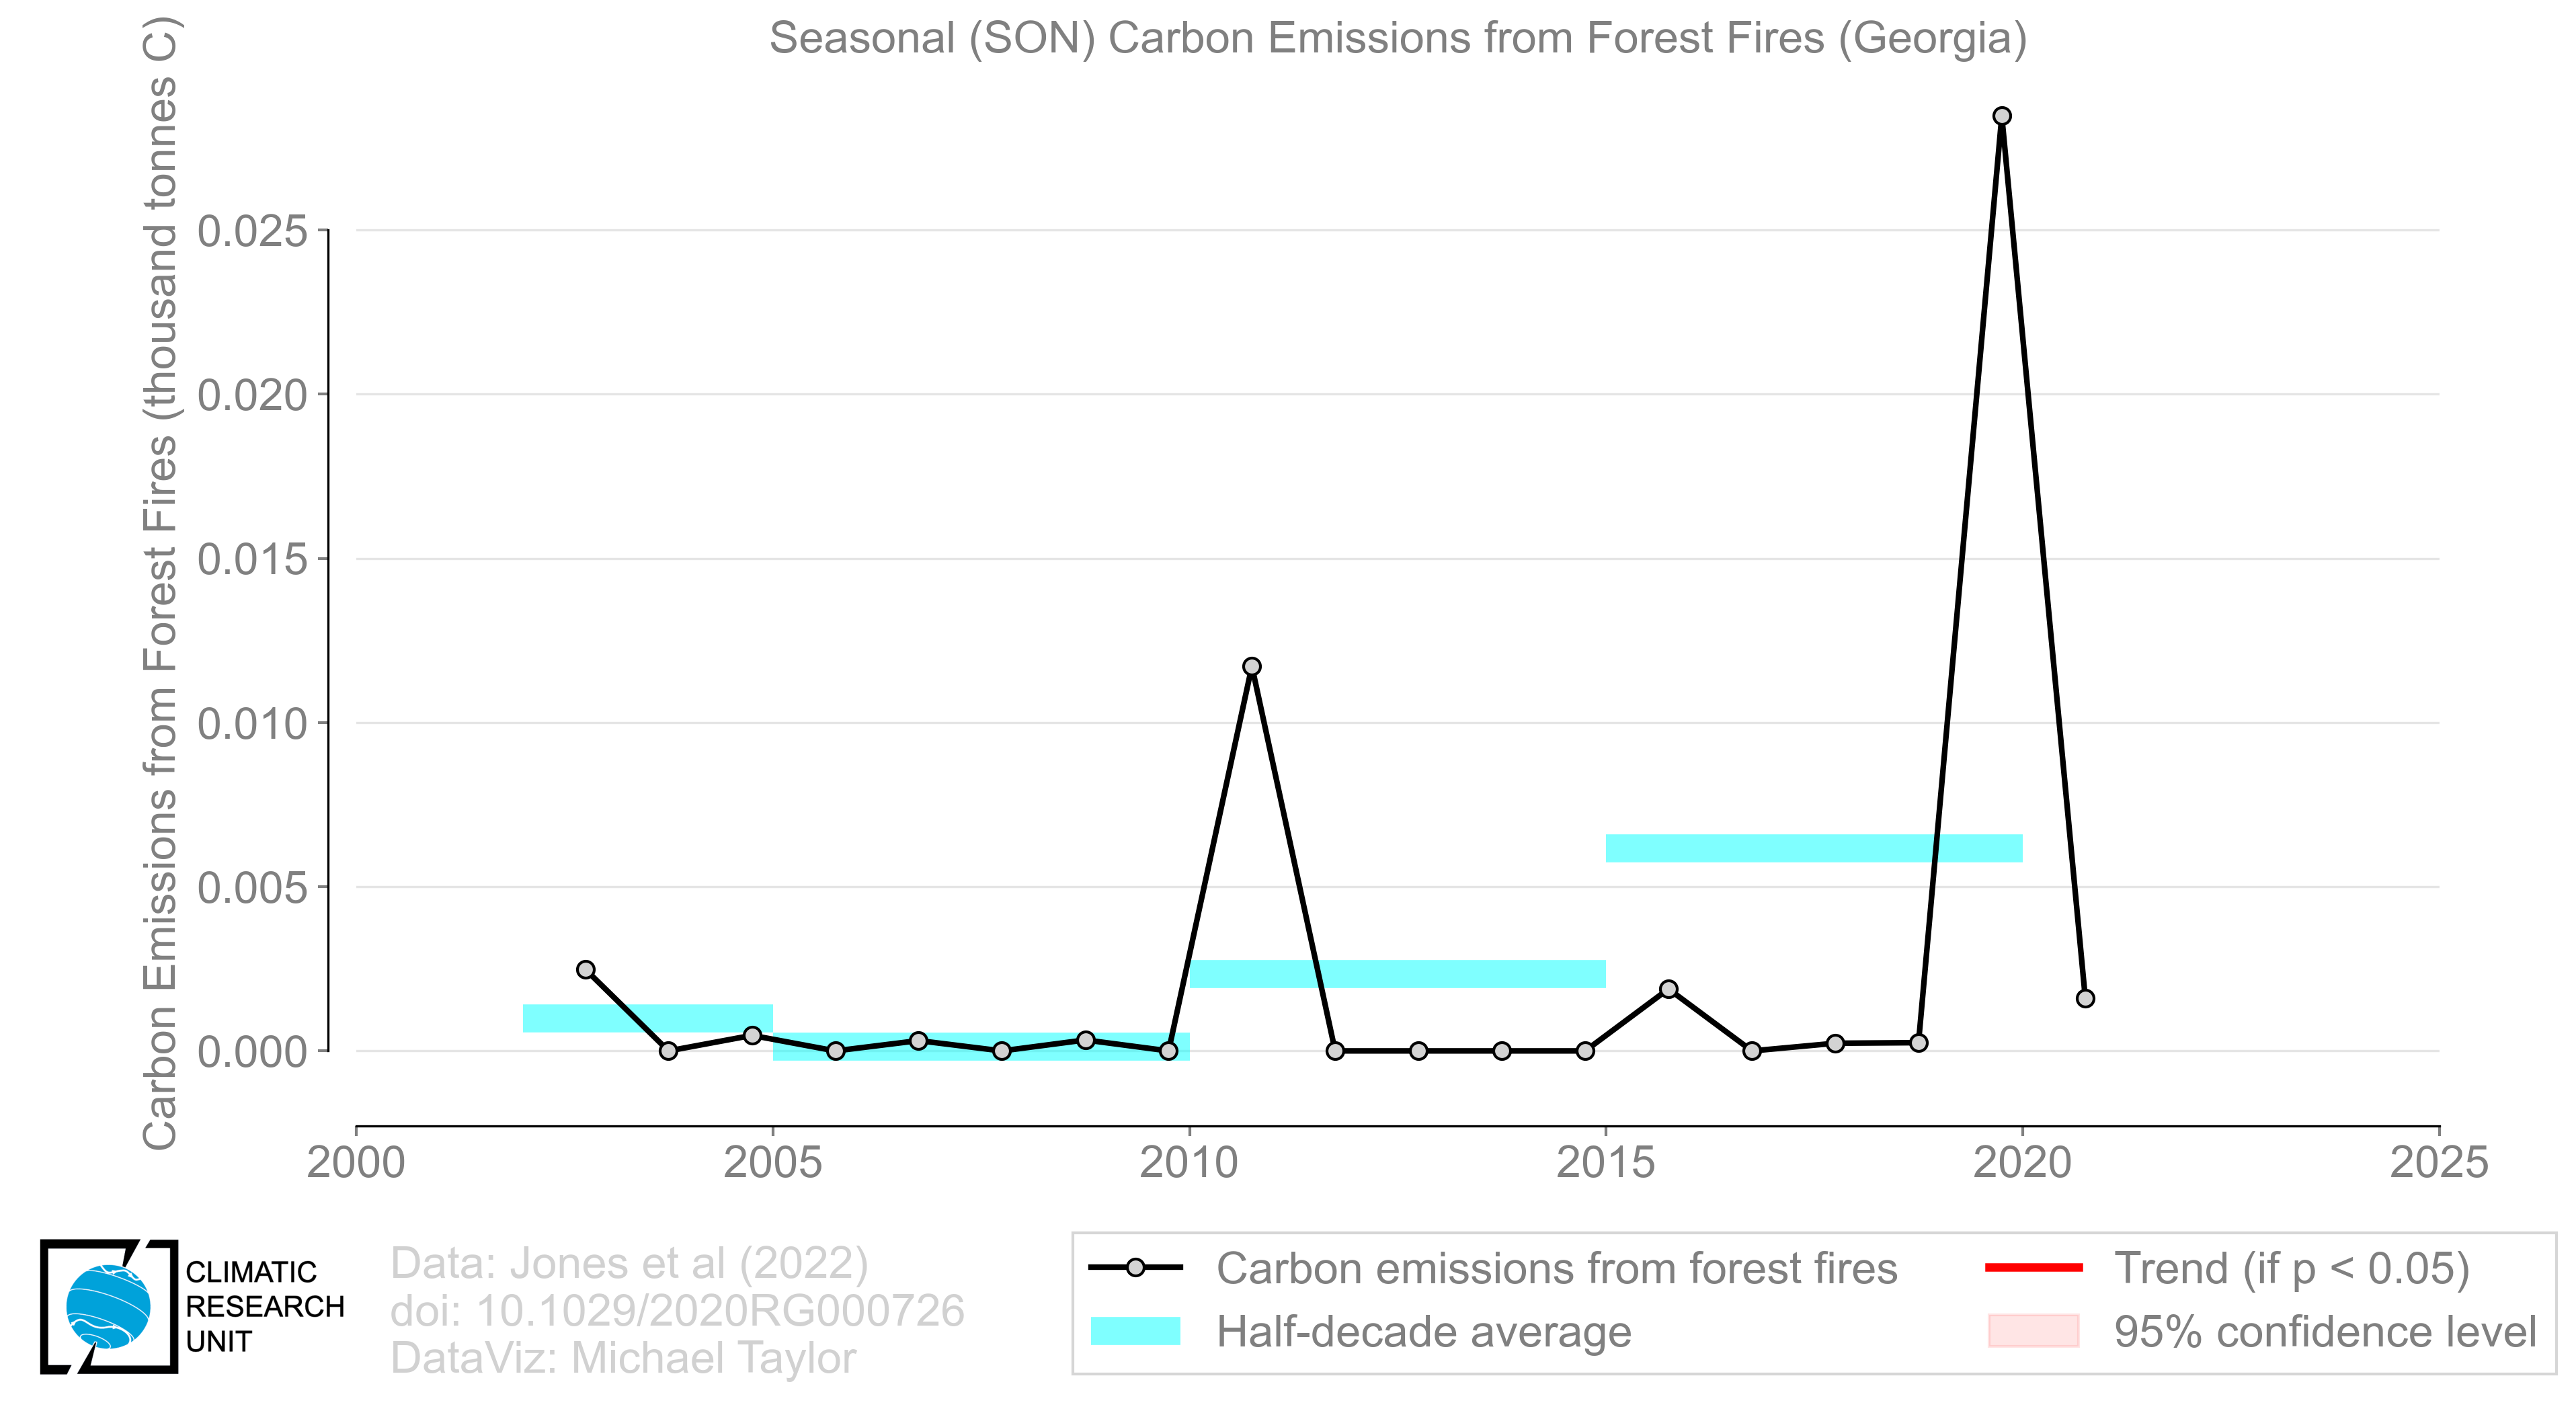 Seasonal (SON) Carbon Emissions from Forest Fires (Georgia)
Carbon Emissions from Forest Fires (thousand tonnes C)
0.025
0.020
0.015
0.010
0.005
0.000
2000
2005
2010
2015
2020
2025
CLIMATIC
RESEARCH
UNIT
Data: Jones et al (2022)
doi: 10.1029/2020RG000726
DataViz: Michael Taylor
Carbon emissions from forest fires
Half-decade average
Trend (if p < 0.05)
95% confidence level